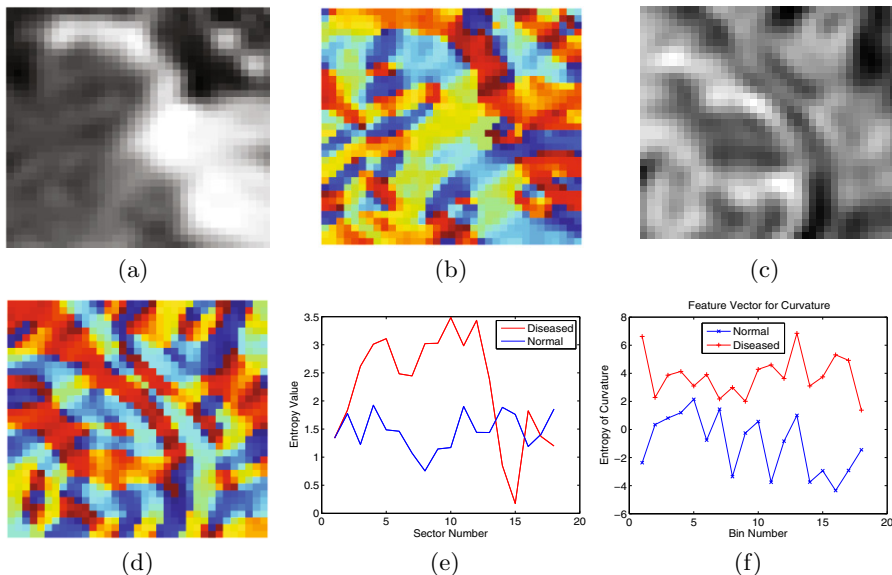 (a)
(b)
(c)
3.5
3
2.5
2
1.5
1
0.5
0
0
5
10
15
20
Entropy Value
Sector Number
Diseased
Normal
Feature Vector for Curvature
8
6
4
2
0
−2
−4
−6
0
5
10
15
20
Entropy of Curvature
Bin Number
Normal
Diseased
(d)
(e)
(f)